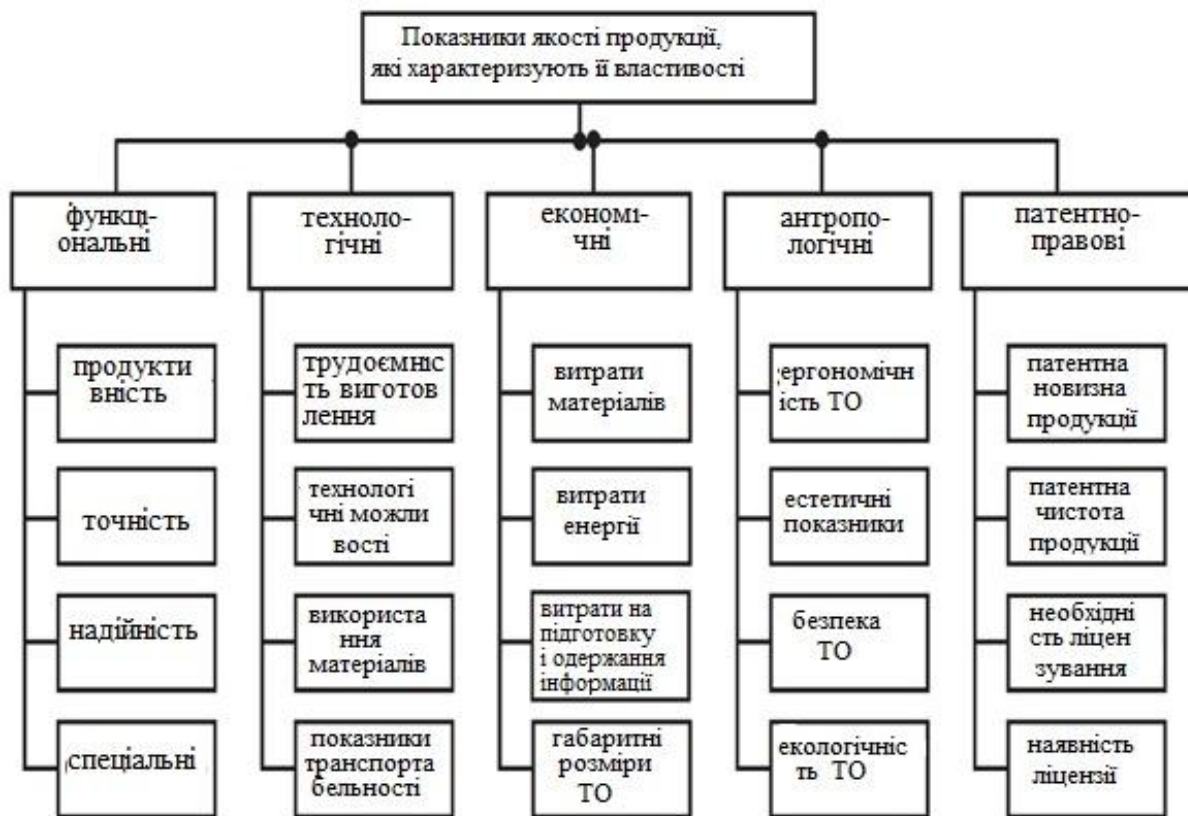 Показники якості продукції,
які характеризують її властивості
функці-
ональні
техноло-
гічні
економі-
чні
антропо-
логічні
патентно-
правові
продукти
вність
трудоємніс
ть виготов
лення
витрати
матеріалів
ергономічн
ість ТО
патентна
новизна
продукції
точність
технологі
чні можли
вості
витрати
енергії
естетичні
показники
патентна
чистота
продукції
надійність
використа
ння
матеріалів
витрати на
підготовку
і одержання
інформації
безпека
ТО
необхідні
сть ліцен
зування
спеціальні
показники
транспорта
бельності
габаритні
розміри
ТО
екологічніс
ть ТО
наявність
ліцензії